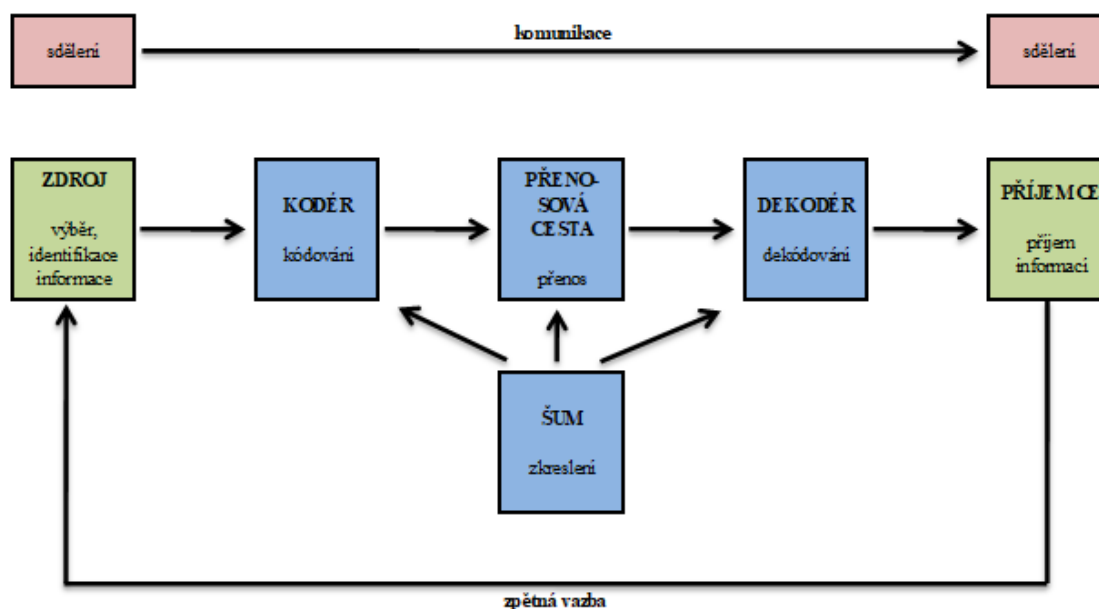 komunikace
sdělení
sdělení
ZDROJ
výběr,
identifikace
informace
KODÉR
kódování
PŘENO-
SOVÁ
CESTA
přenos
DEKODÉR
dekódování
PŘÍJEMCE
příjem
informací
ŠUM
zkreslení
zpětná vazba